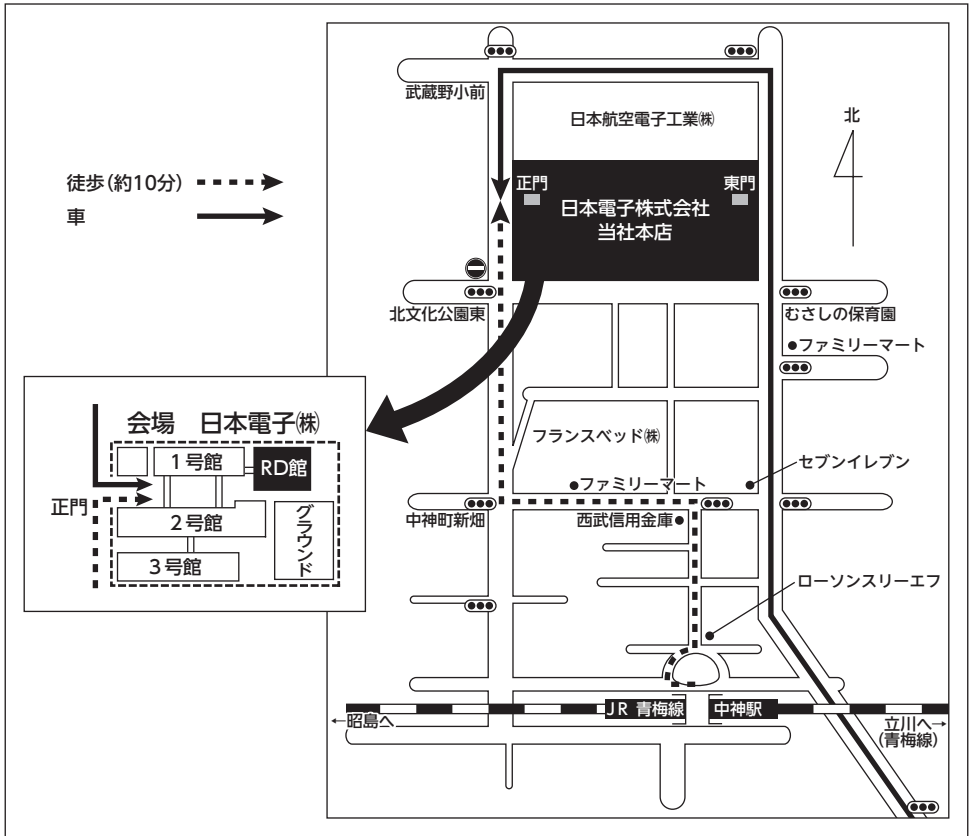 武蔵野小前
日本航空電子工業㈱
北
徒歩(約10分)
車
正門
東門
日本電子株式会社
当社本店
北文化公園東
むさしの保育園
●ファミリーマート
会場 日本電子㈱
1号館
RD館
正門
2号館
グラウンド
3号館
フランスベッド㈱
セブンイレブン
●ファミリーマート
中神町新畑
西武信用金庫●
ローソンスリーエフ
JR 青梅線
中神駅
←昭島へ
立川へ→
(青梅線)